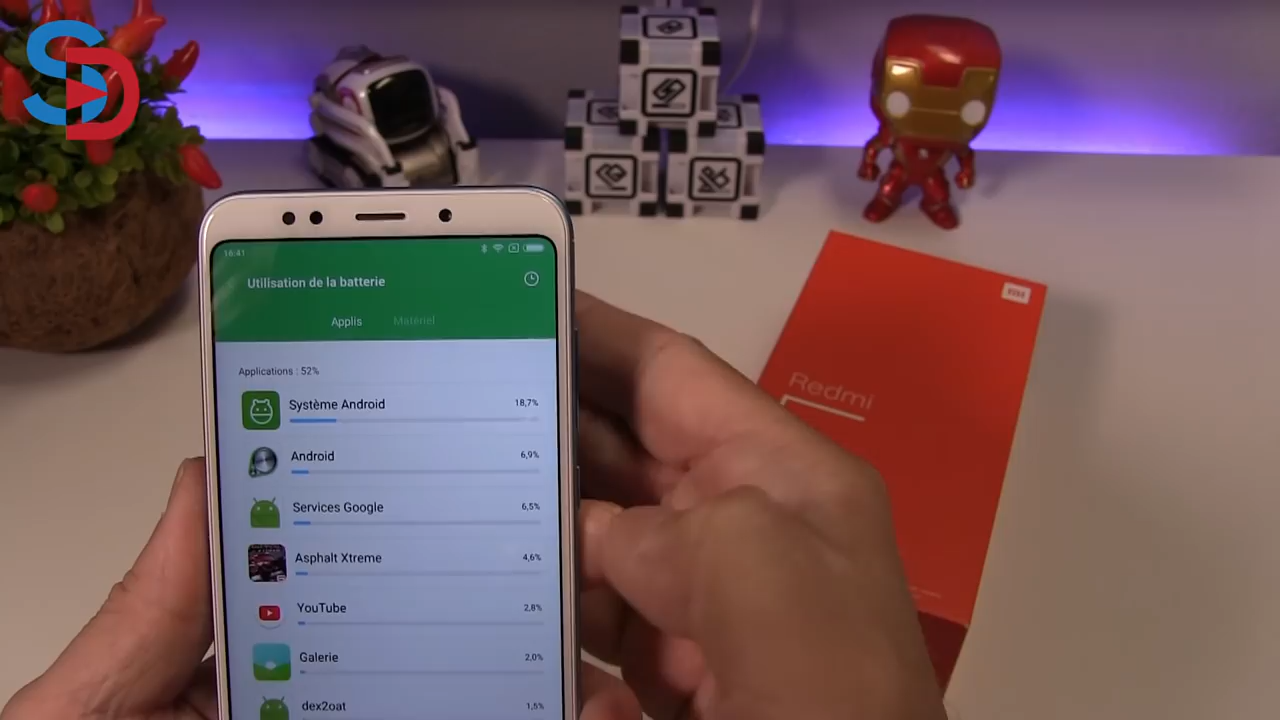 SD
16:41
Utilisation de la batterie
Applis
Matériel
Applications : 52%
Système Android 18,7%
Android 6,9%
Services Google 6,5%
Asphalt Xtreme 4,6%
YouTube 2,8%
Galerie 2,0%
dex2oat 1,5%
Redmi